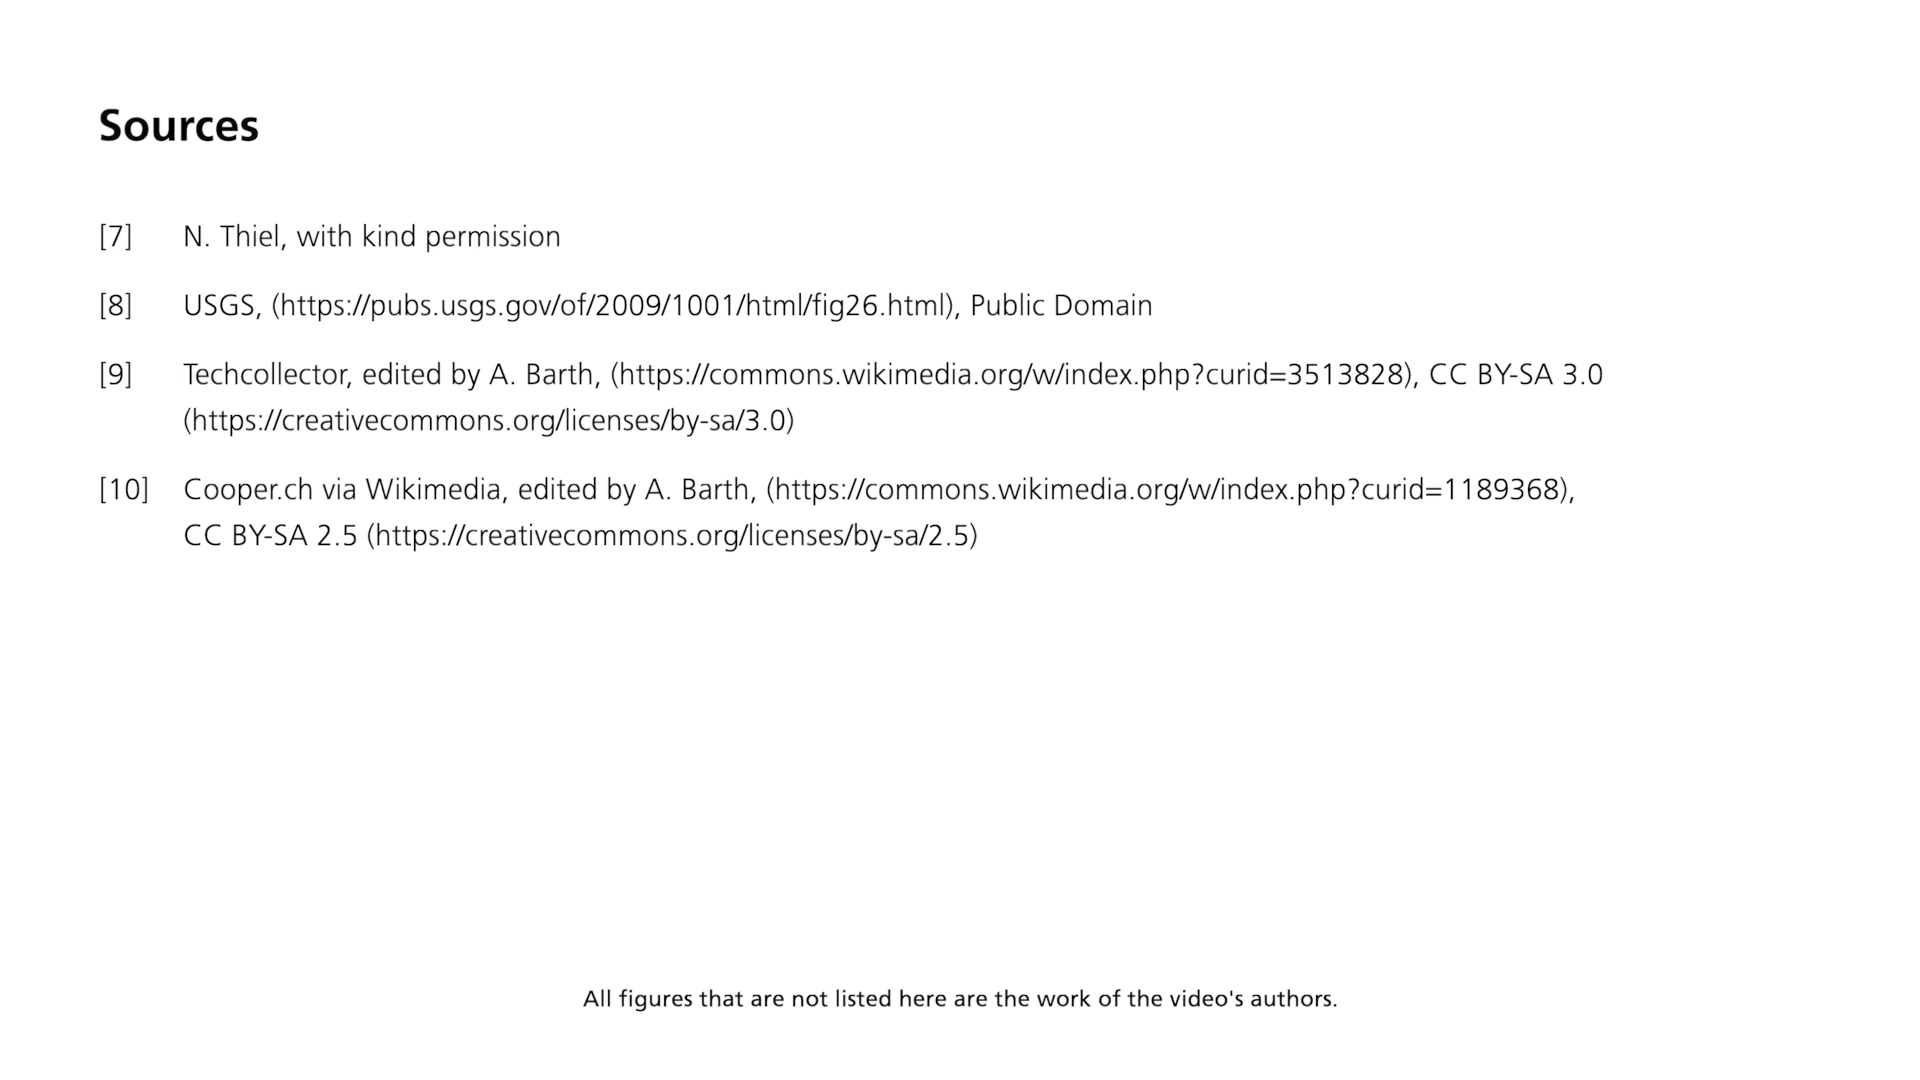 Sources
[7] N. Thiel, with kind permission
[8] USGS, (https://pubs.usgs.gov/of/2009/1001/html/fig26.html), Public Domain
[9] Techcollector, edited by A. Barth, (https://commons.wikimedia.org/w/index.php?curid=3513828), CC BY-SA 3.0
(https://creativecommons.org/licenses/by-sa/3.0)
[10] Cooper.ch via Wikimedia, edited by A. Barth, (https://commons.wikimedia.org/w/index.php?curid=1189368),
CC BY-SA 2.5 (https://creativecommons.org/licenses/by-sa/2.5)
All figures that are not listed here are the work of the video's authors.